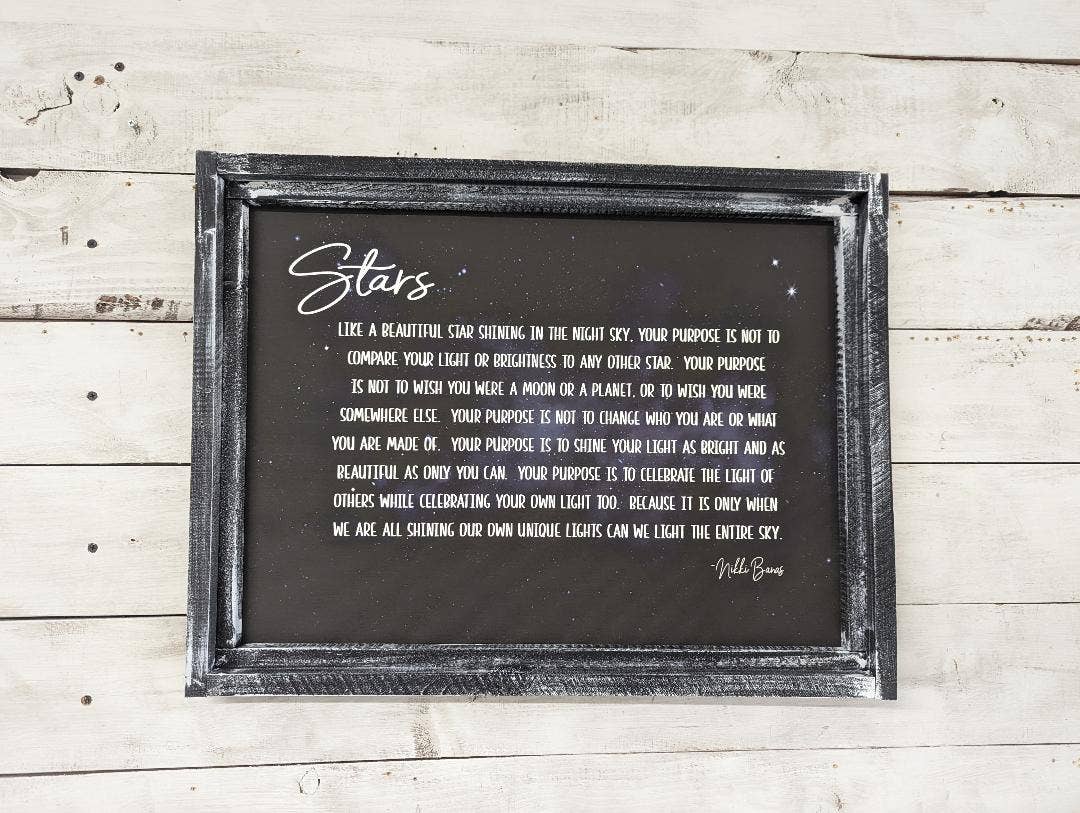 Stars
LIKE A BEAUTIFUL STAR SHINING IN THE NIGHT SKY, YOUR PURPOSE IS NOT TO
COMPARE YOUR LIGHT OR BRIGHTNESS TO ANY OTHER STAR. YOUR PURPOSE
IS NOT TO WISH YOU WERE A MOON OR A PLANET, OR TO WISH YOU WERE
SOMEWHERE ELSE. YOUR PURPOSE IS NOT TO CHANGE WHO YOU ARE OR WHAT
YOU ARE MADE OF. YOUR PURPOSE IS TO SHINE YOUR LIGHT AS BRIGHT AND AS
BEAUTIFUL AS ONLY YOU CAN. YOUR PURPOSE IS TO CELEBRATE THE LIGHT OF
OTHERS WHILE CELEBRATING YOUR OWN LIGHT TOO. BECAUSE IT IS ONLY WHEN
WE ARE ALL SHINING OUR OWN UNIQUE LIGHTS CAN WE LIGHT THE ENTIRE SKY.
-Nikki Banas